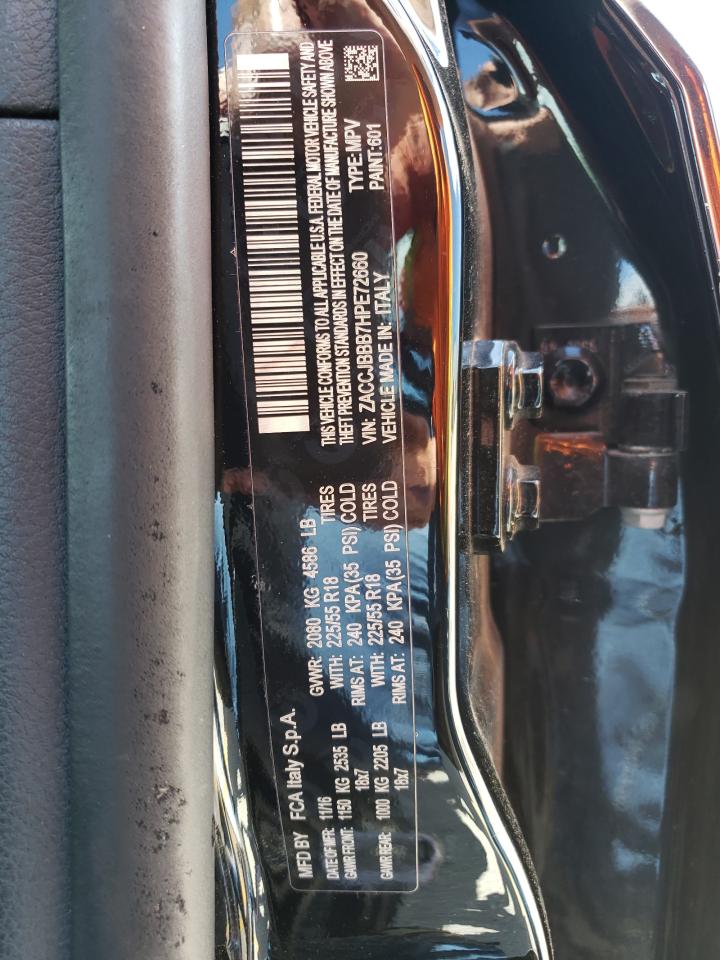 MFD BY FCA Italy S.p.A.
DATE OF MFR: 11/16 GVWR: 2080 KG 4586 LB
GAWR FRONT: 1150 KG 2535 LB WITH: 225/55 R18 TIRES
18x7 RIMS AT: 240 KPA(35 PSI) COLD
GAWR REAR: 1000 KG 2205 LB WITH: 225/55 R18 TIRES
18x7 RIMS AT: 240 KPA(35 PSI) COLD
THIS VEHICLE CONFORMS TO ALL APPLICABLE U.S.A. FEDERAL MOTOR VEHICLE SAFETY AND
THEFT PREVENTION STANDARDS IN EFFECT ON THE DATE OF MANUFACTURE SHOWN ABOVE
VIN: ZACCJBBB7HPE72660 TYPE: MPV
VEHICLE MADE IN: ITALY PAINT:601